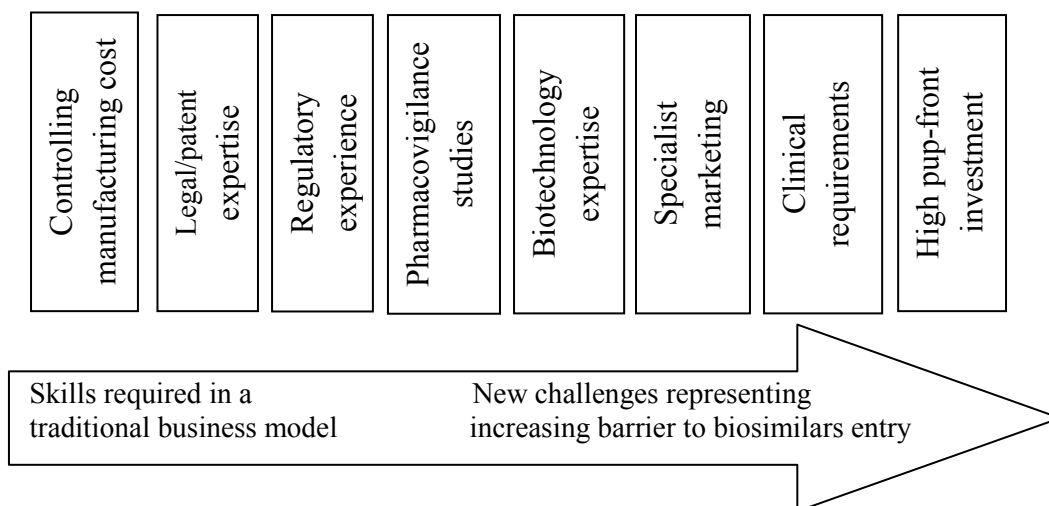 Controlling
manufacturing cost
Legal/patent
expertise
Regulatory
experience
Pharmacovigilance
studies
Biotechnology
expertise
Specialist
marketing
Clinical
requirements
High pup-front
investment
Skills required in a
traditional business model
New challenges representing
increasing barrier to biosimilars entry